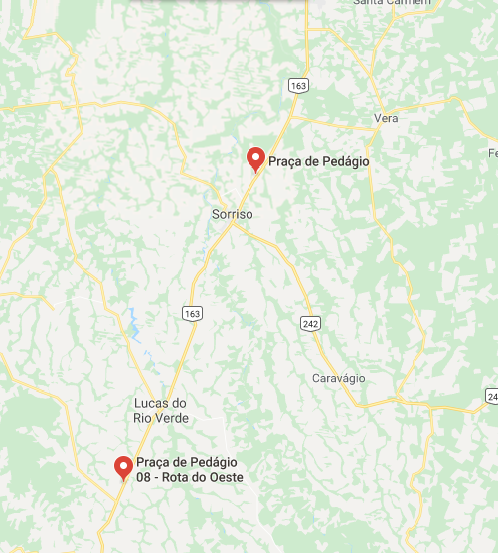 Santa Carmem
163
Vera
Fe
Praça de Pedágio
Sorriso
163
242
Caravágio
24
Lucas do
Rio Verde
Praça de Pedágio
08 - Rota do Oeste